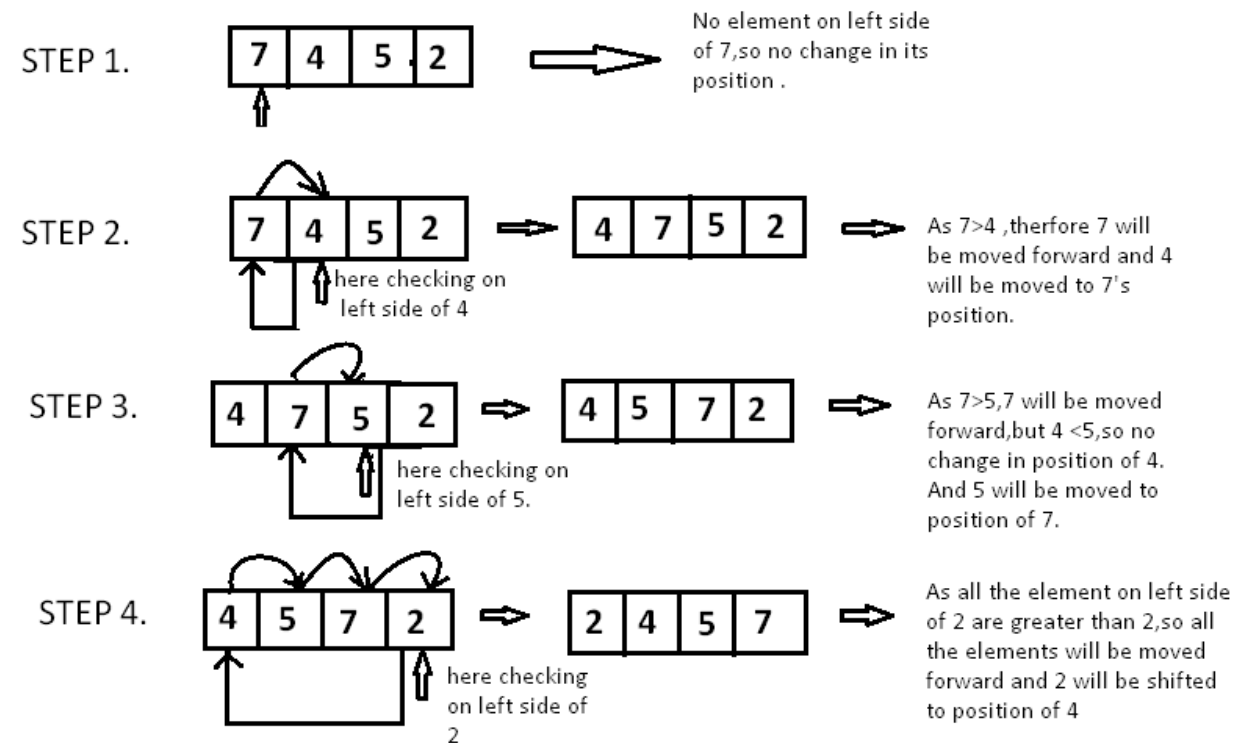 STEP 1.
7 4 5 2
No element on left side
of 7,so no change in its
position .
STEP 2.
7 4 5 2
here checking on
left side of 4
4 7 5 2
As 7>4 ,therfore 7 will
be moved forward and 4
will be moved to 7's
position.
STEP 3.
4 7 5 2
here checking on
left side of 5.
4 5 7 2
As 7>5,7 will be moved
forward,but 4 <5,so no
change in position of 4.
And 5 will be moved to
position of 7.
STEP 4.
4 5 7 2
here checking
on left side of
2
2 4 5 7
As all the element on left side
of 2 are greater than 2,so all
the elements will be moved
forward and 2 will be shifted
to position of 4